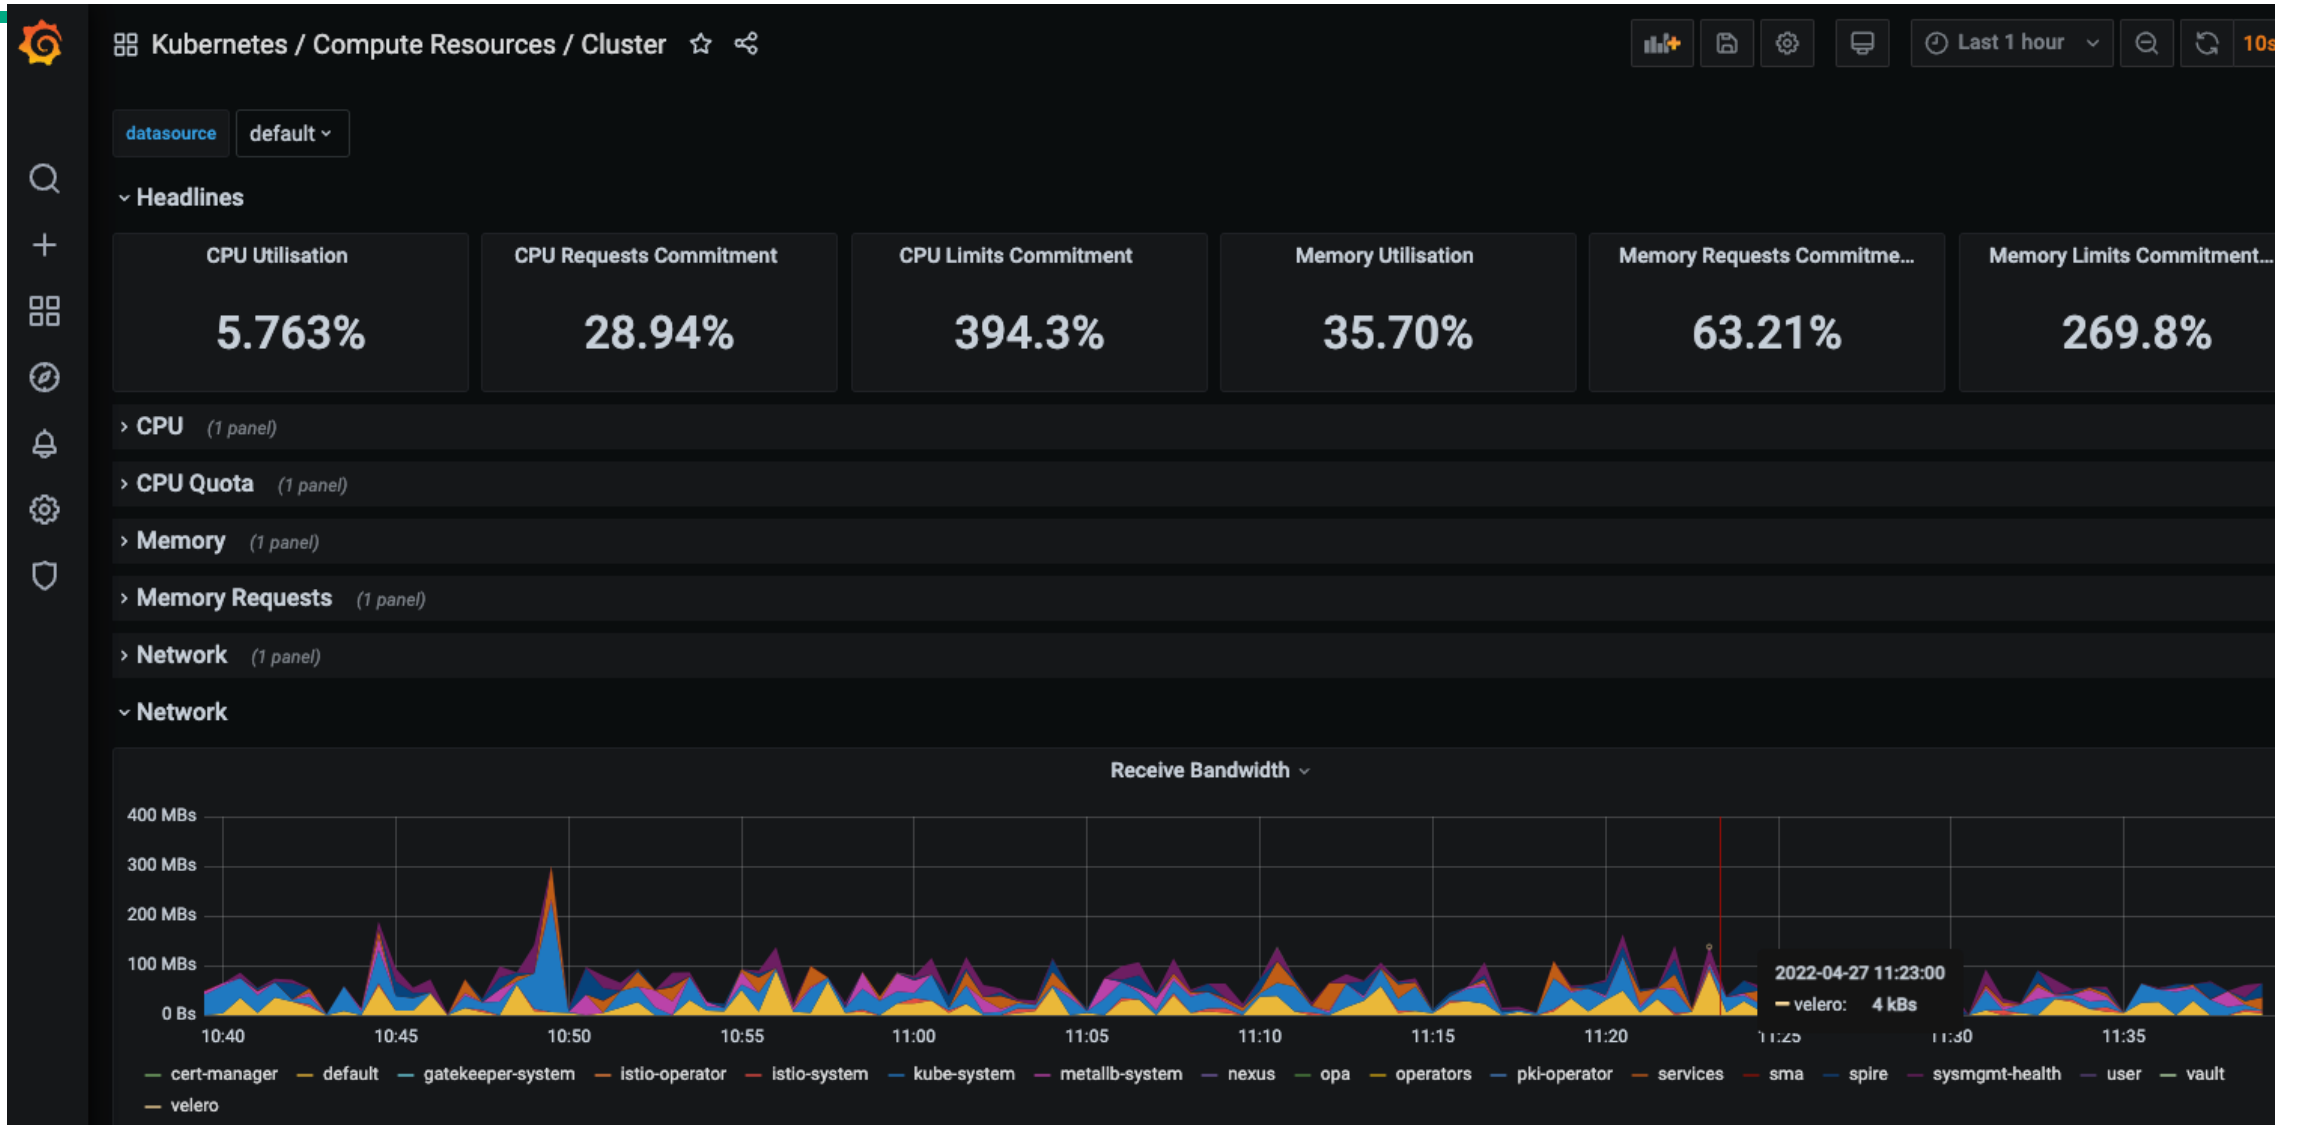 Kubernetes / Compute Resources / Cluster
Last 1 hour
10s
datasource default
Headlines
CPU Utilisation
5.763%
CPU Requests Commitment
28.94%
CPU Limits Commitment
394.3%
Memory Utilisation
35.70%
Memory Requests Commitme...
63.21%
Memory Limits Commitment...
269.8%
CPU (1 panel)
CPU Quota (1 panel)
Memory (1 panel)
Memory Requests (1 panel)
Network (1 panel)
Network
Receive Bandwidth
400 MBs
300 MBs
200 MBs
100 MBs
0 Bs
2022-04-27 11:23:00
velero: 4 kBs
10:40 10:45 10:50 10:55 11:00 11:05 11:10 11:15 11:20 11:25 11:30 11:35
cert-manager default gatekeeper-system istio-operator istio-system kube-system metallb-system nexus opa operators pki-operator services sma spire sysmgmt-health user vault
velero